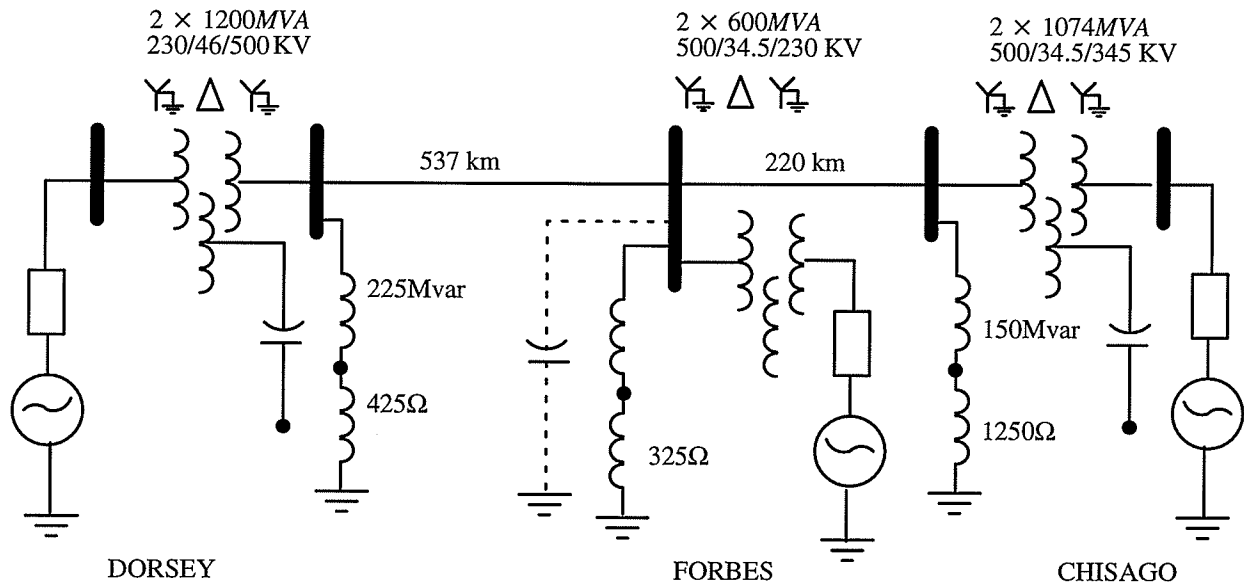 2 × 1200MVA
230/46/500 KV
2 × 600MVA
500/34.5/230 KV
2 × 1074MVA
500/34.5/345 KV
537 km
220 km
225Mvar
425Ω
325Ω
150Mvar
1250Ω
DORSEY
FORBES
CHISAGO